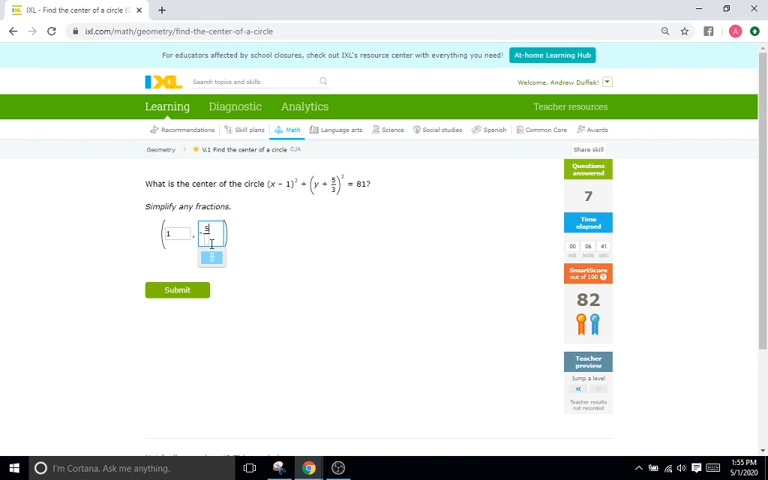 IXL - Find the center of a circle (
ixl.com/math/geometry/find-the-center-of-a-circle
A
For educators affected by school closures, check out IXL's resource center with everything you need!
At-home Learning Hub
IXL
Search topics and skills
Welcome, Andrew Duffek!
Learning Diagnostic Analytics
Teacher resources
Recommendations Skill plans Math Language arts Science Social studies Spanish Common Core Awards
Geometry V.1 Find the center of a circle GJA
Share skill
What is the center of the circle (x − 1)² + (y + 5/3)² = 81?
Simplify any fractions.
(1, -5
Submit
Questions answered
7
Time elapsed
00 06 41
HR MIN SEC
SmartScore
out of 100 ?
82
Teacher preview
Jump a level
Teacher results not recorded
I'm Cortana. Ask me anything.
1:55 PM
5/1/2020